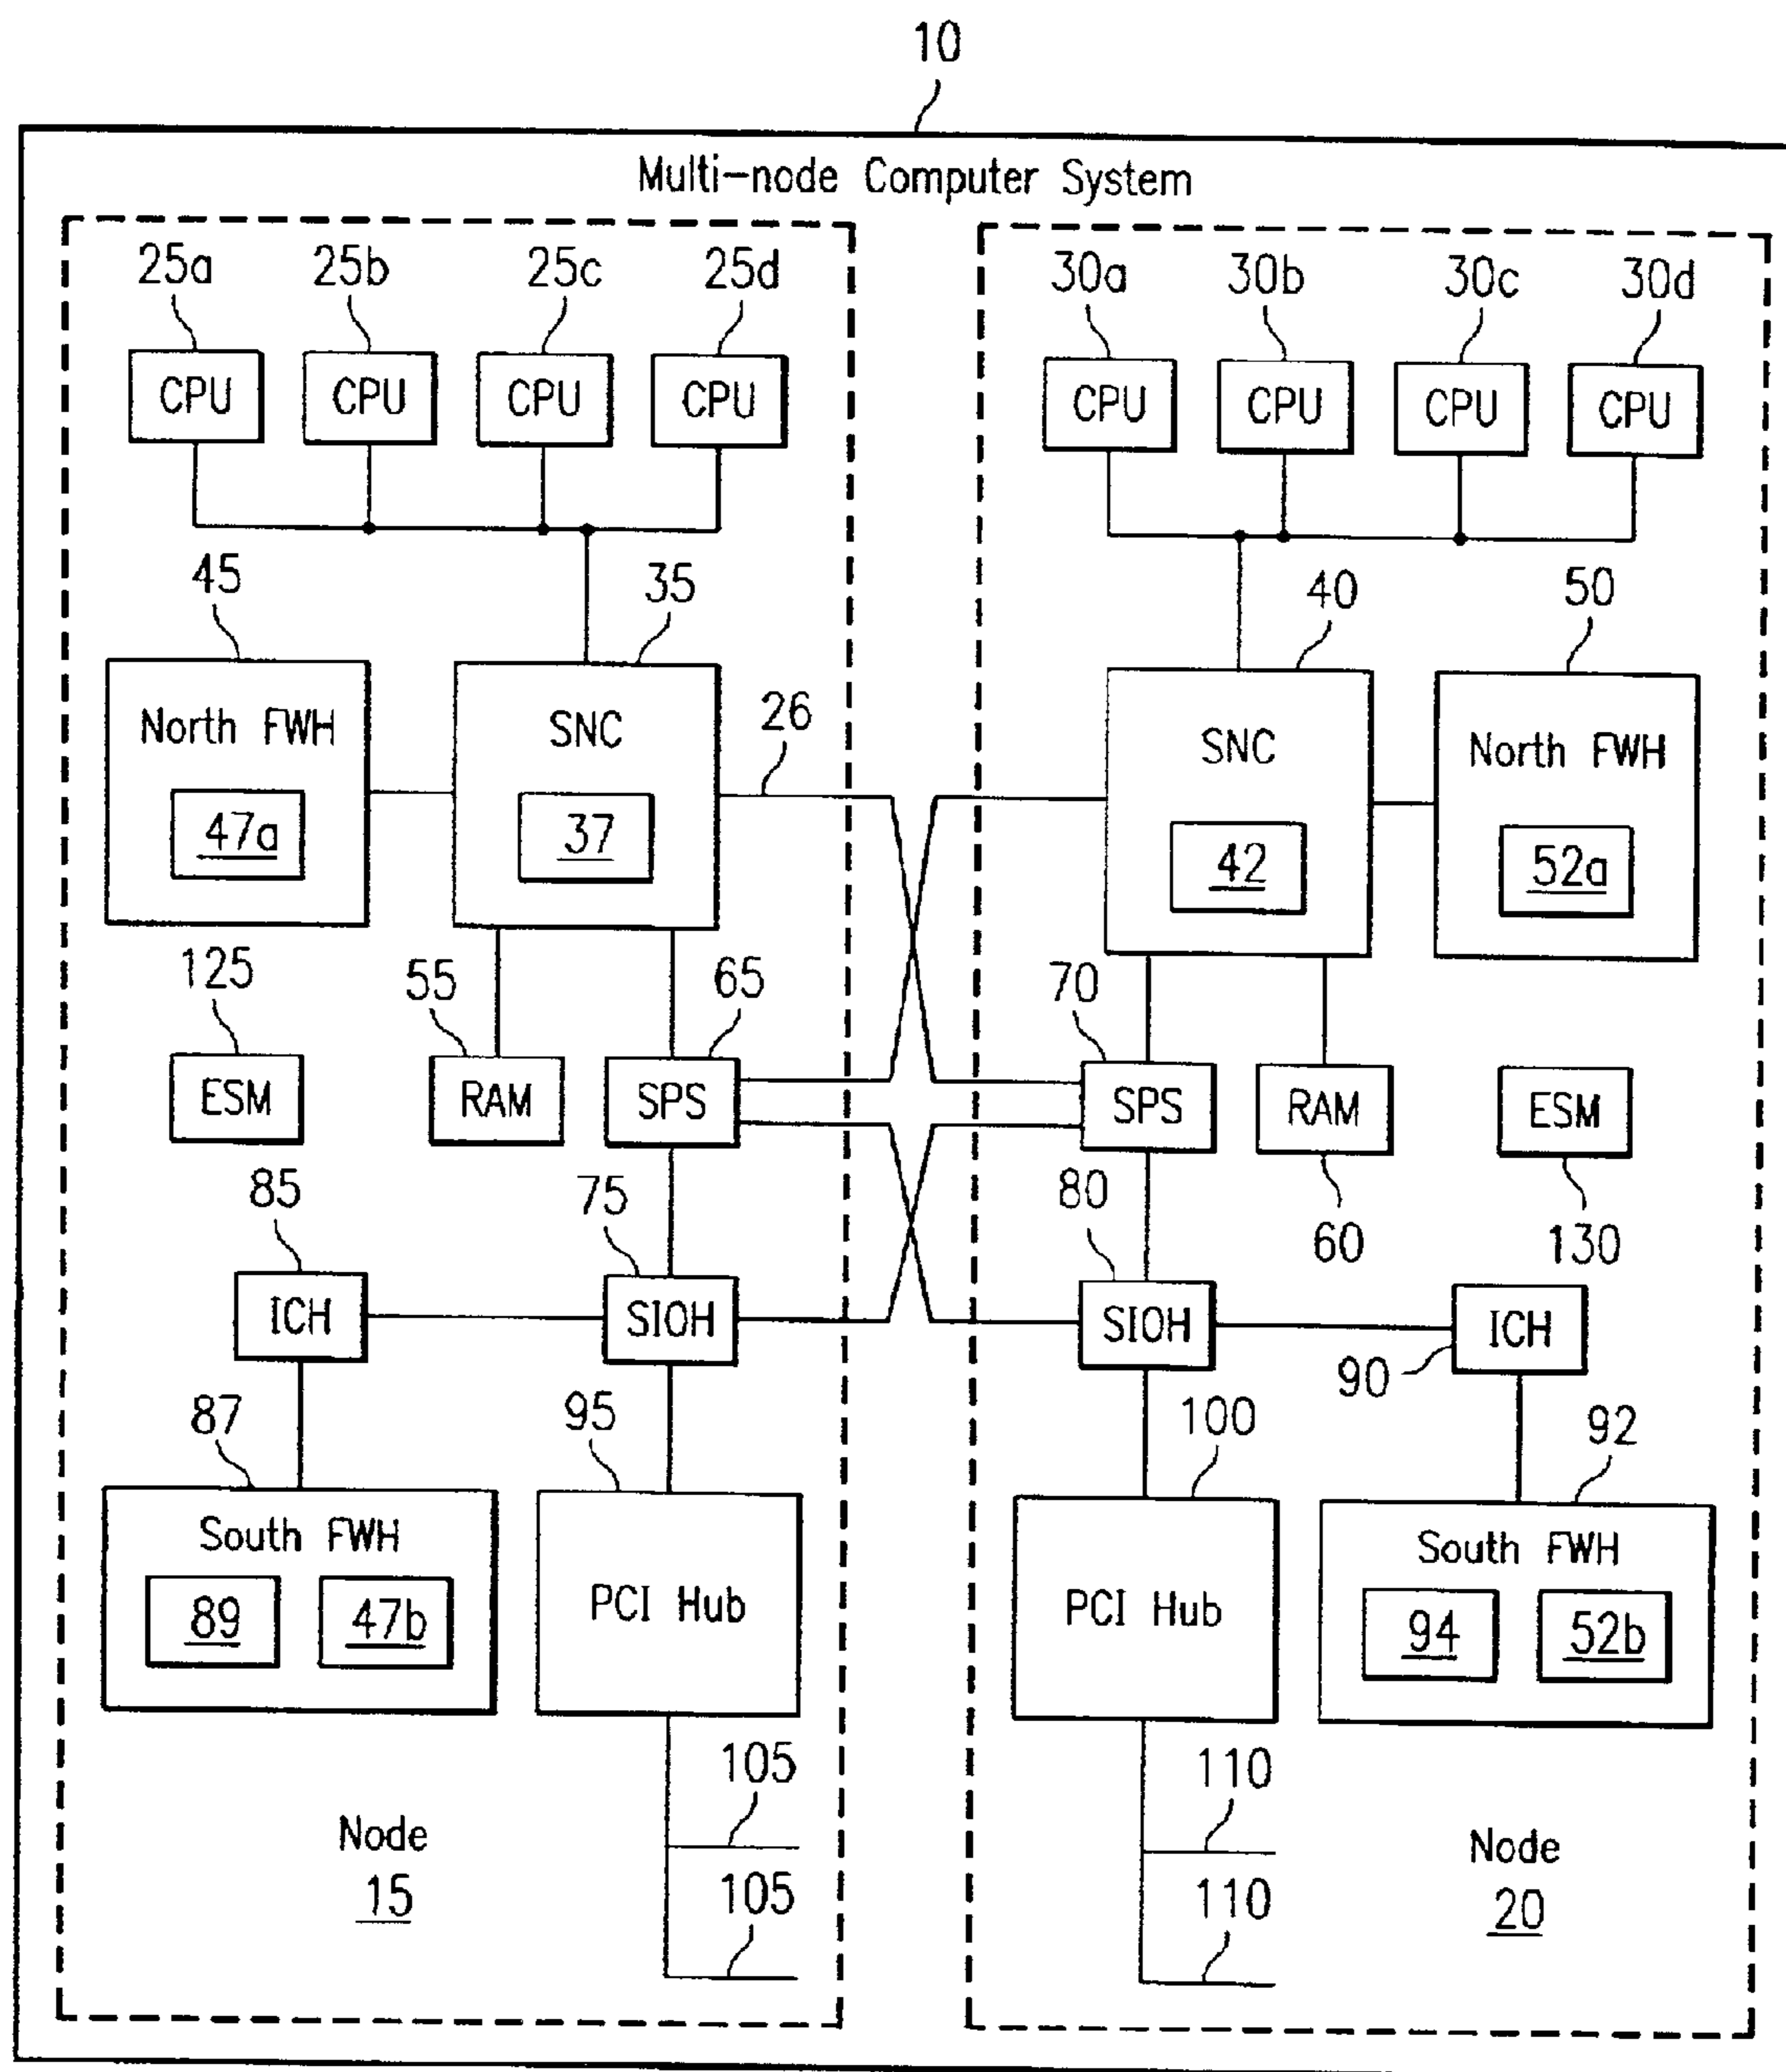 10
Multi-node Computer System
25a 25b 25c 25d 30a 30b 30c 30d
CPU CPU CPU CPU CPU CPU CPU CPU
45 35 26 40 50
North FWH SNC SNC North FWH
47a 37 42 52a
125 55 65 70
ESM RAM SPS SPS RAM ESM
85 75 80 60 130
ICH SIOH SIOH ICH
90
87 95 100 92
South FWH PCI Hub PCI Hub South FWH
89 47b 94 52b
105 110
Node Node
15 20
105 110